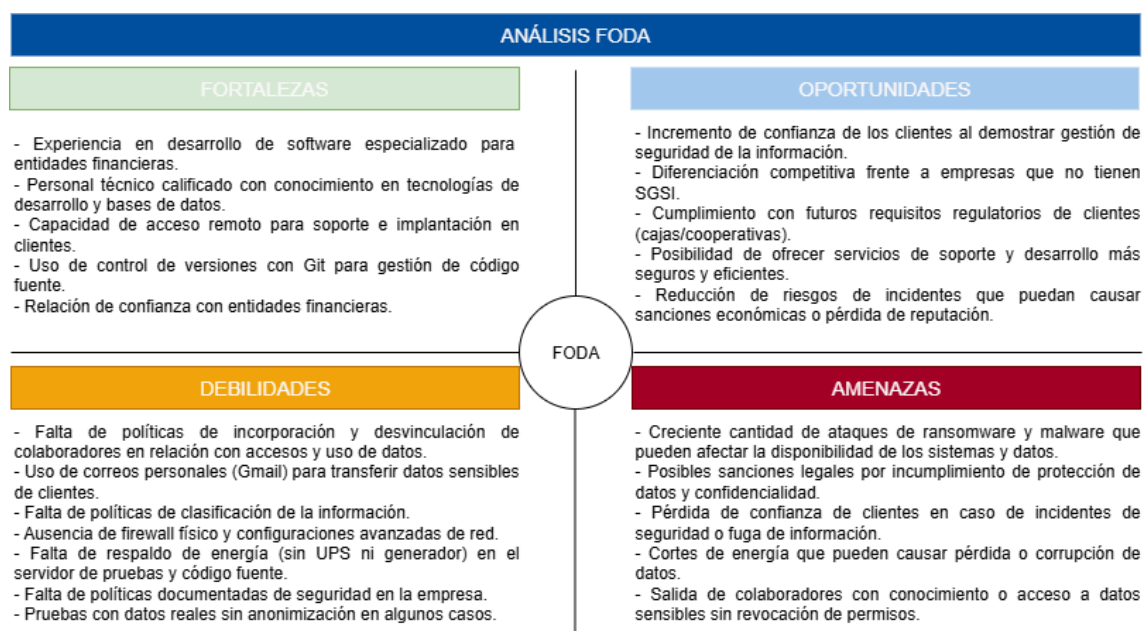 ANÁLISIS FODA
FORTALEZAS
- Experiencia en desarrollo de software especializado para
entidades financieras.
- Personal técnico calificado con conocimiento en tecnologías de
desarrollo y bases de datos.
- Capacidad de acceso remoto para soporte e implantación en
clientes.
- Uso de control de versiones con Git para gestión de código
fuente.
- Relación de confianza con entidades financieras.
OPORTUNIDADES
- Incremento de confianza de los clientes al demostrar gestión de
seguridad de la información.
- Diferenciación competitiva frente a empresas que no tienen
SGSI.
- Cumplimiento con futuros requisitos regulatorios de clientes
(cajas/cooperativas).
- Posibilidad de ofrecer servicios de soporte y desarrollo más
seguros y eficientes.
- Reducción de riesgos de incidentes que puedan causar
sanciones económicas o pérdida de reputación.
FODA
DEBILIDADES
- Falta de políticas de incorporación y desvinculación de
colaboradores en relación con accesos y uso de datos.
- Uso de correos personales (Gmail) para transferir datos sensibles
de clientes.
- Falta de políticas de clasificación de la información.
- Ausencia de firewall físico y configuraciones avanzadas de red.
- Falta de respaldo de energía (sin UPS ni generador) en el
servidor de pruebas y código fuente.
- Falta de políticas documentadas de seguridad en la empresa.
- Pruebas con datos reales sin anonimización en algunos casos.
AMENAZAS
- Creciente cantidad de ataques de ransomware y malware que
pueden afectar la disponibilidad de los sistemas y datos.
- Posibles sanciones legales por incumplimiento de protección de
datos y confidencialidad.
- Pérdida de confianza de clientes en caso de incidentes de
seguridad o fuga de información.
- Cortes de energía que pueden causar pérdida o corrupción de
datos.
- Salida de colaboradores con conocimiento o acceso a datos
sensibles sin revocación de permisos.